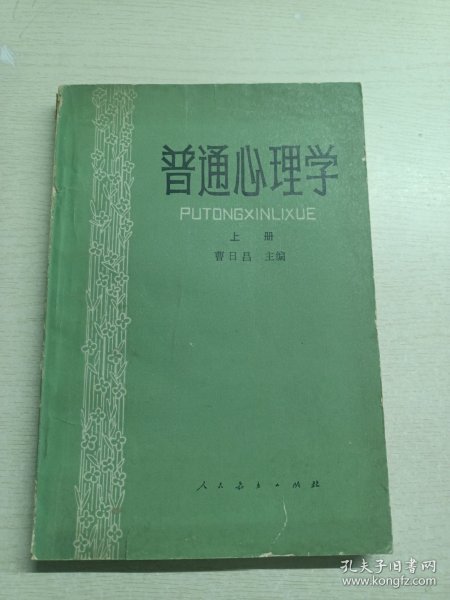 普通心理学
PUTONGXINLIXUE
上 册
曹日昌 主编
人民教育出版社
孔夫子旧书网
www.kongfz.com